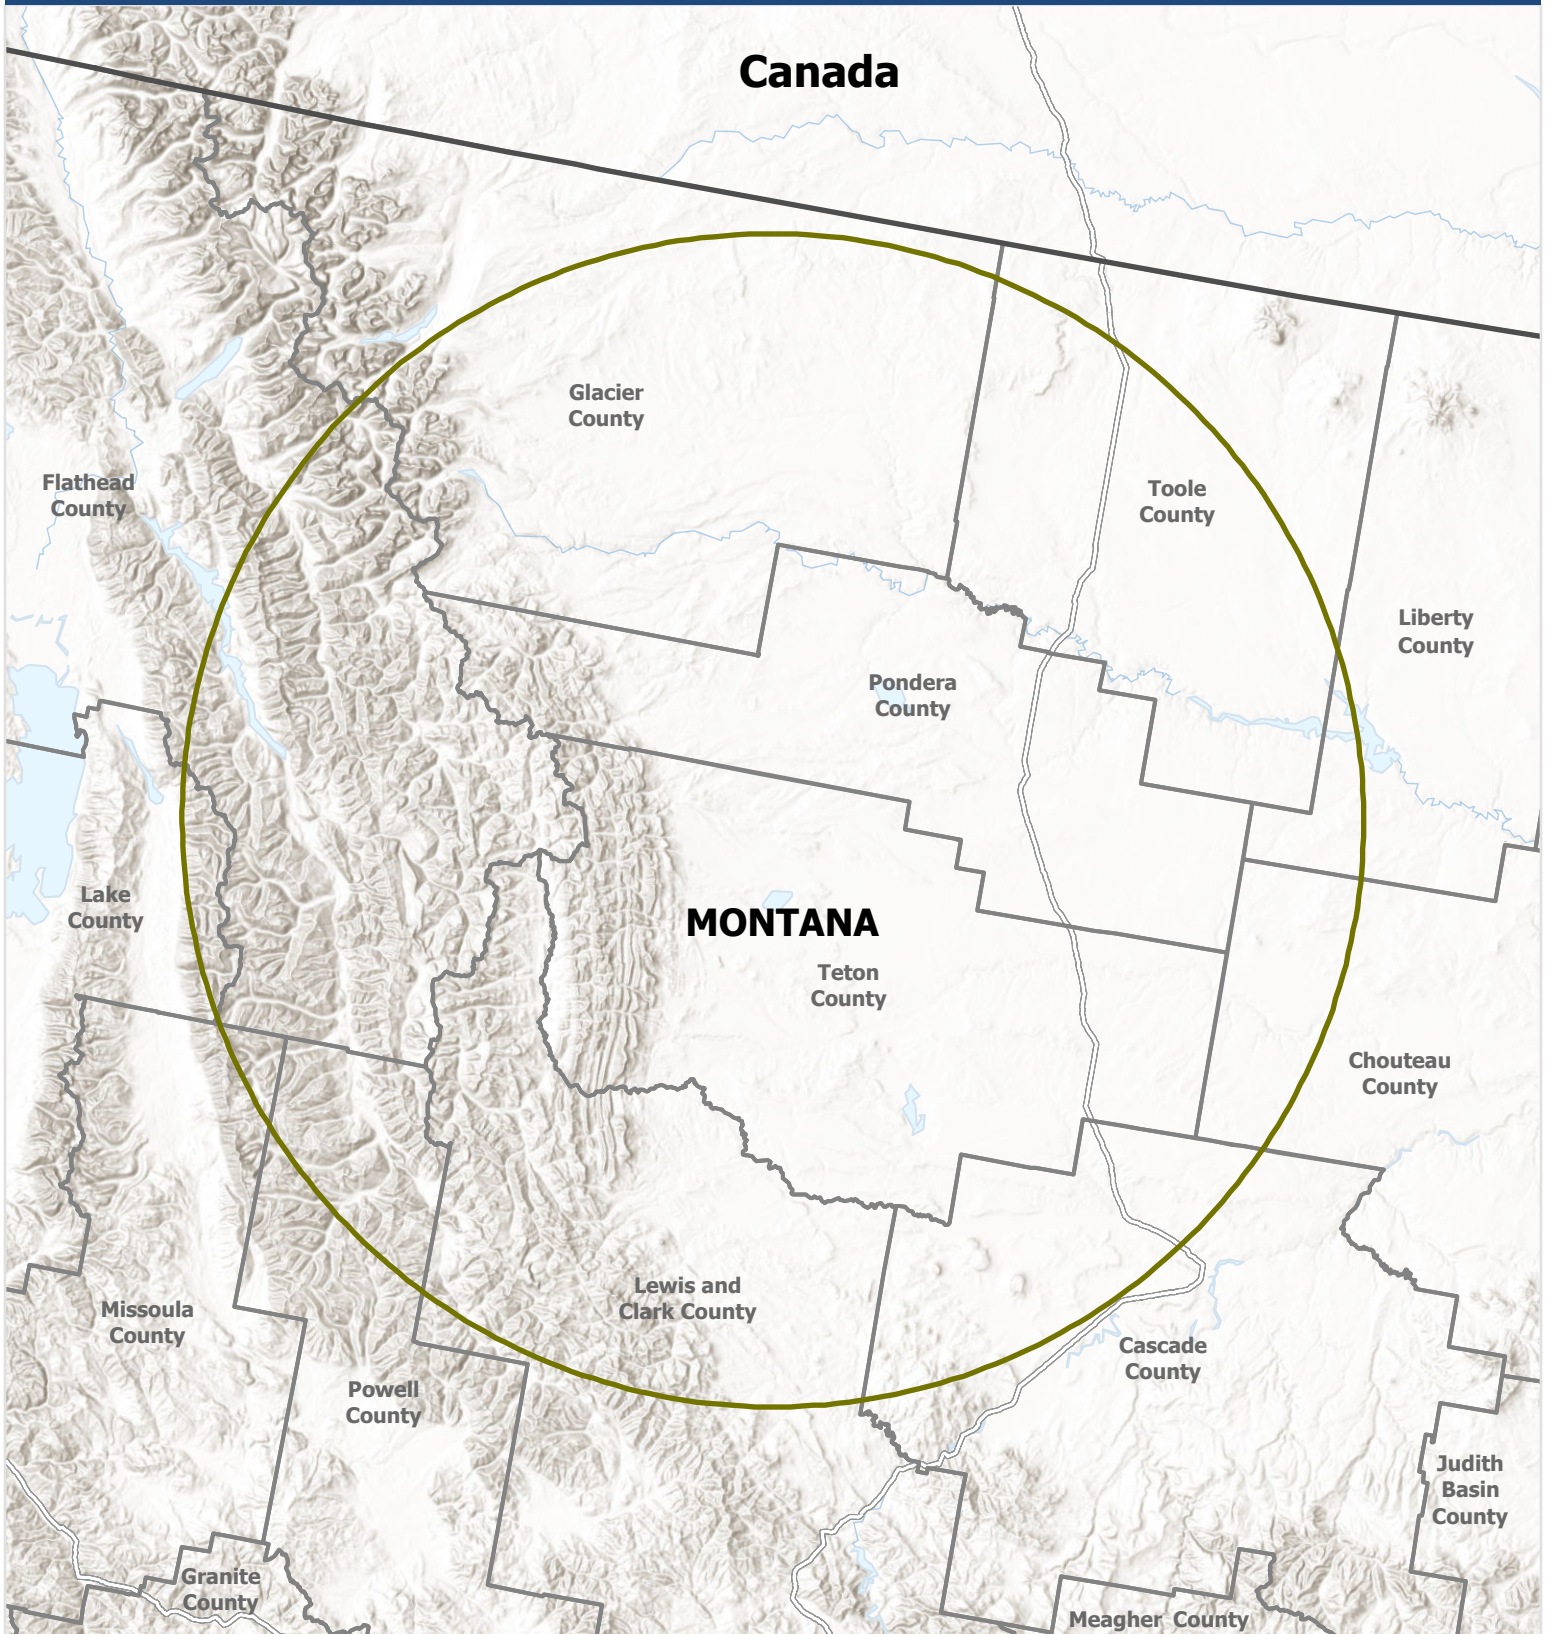 Canada
Glacier
County
Flathead
County
Toole
County
Liberty
County
Pondera
County
Lake
County
MONTANA
Teton
County
Chouteau
County
Lewis and
Clark County
Missoula
County
Cascade
County
Powell
County
Judith
Basin
County
Granite
County
Meagher County